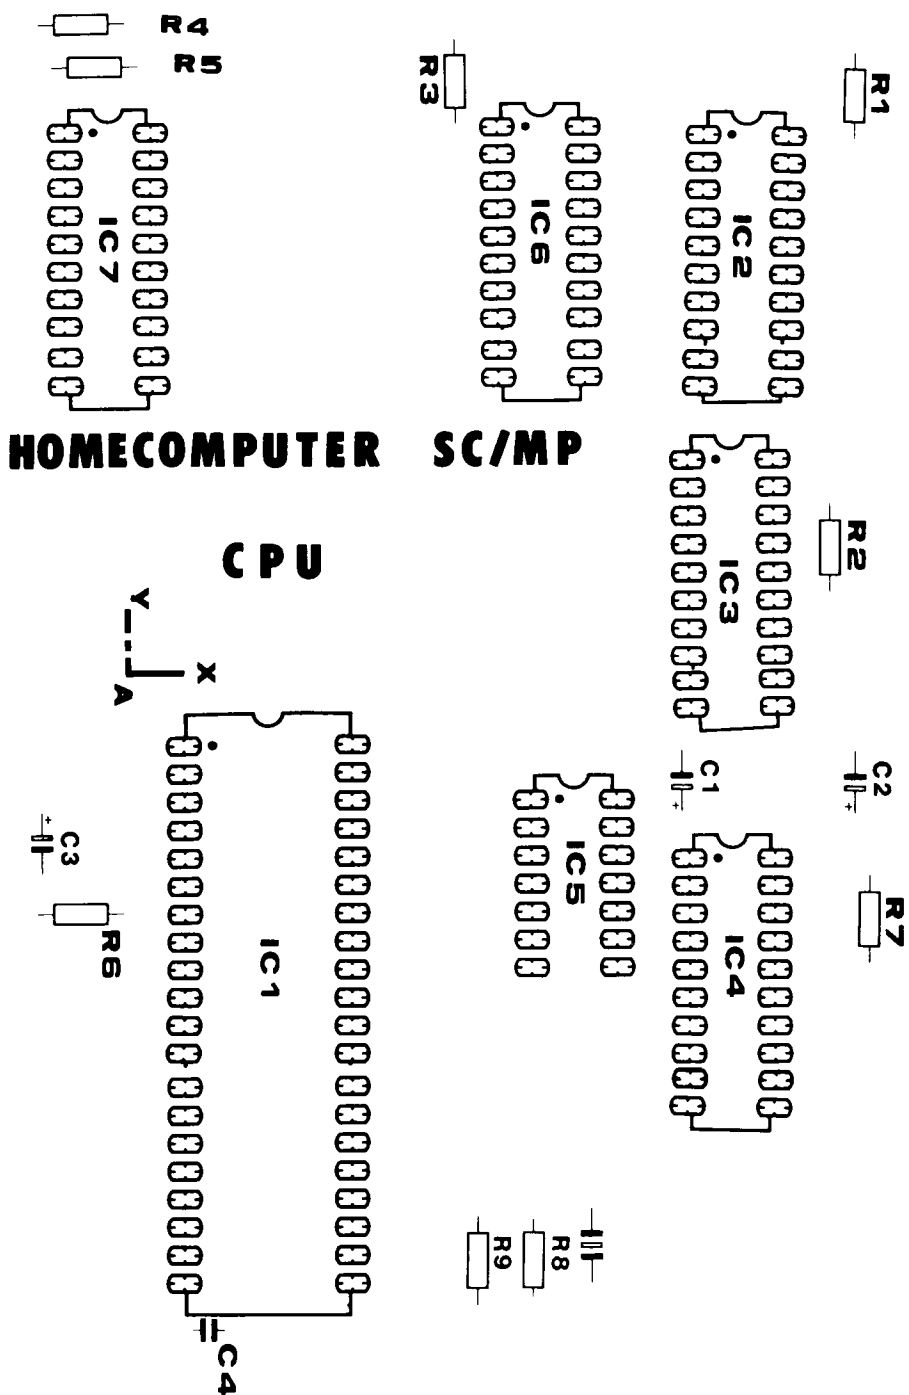 R4
R5
R3
R1
IC7
IC6
IC2
HOMECOMPUTER SC/MP
CPU
IC3
R2
Y
X
A
C1
+
C2
+
+
C3
IC5
R6
IC1
IC4
R7
R9
R8
C4